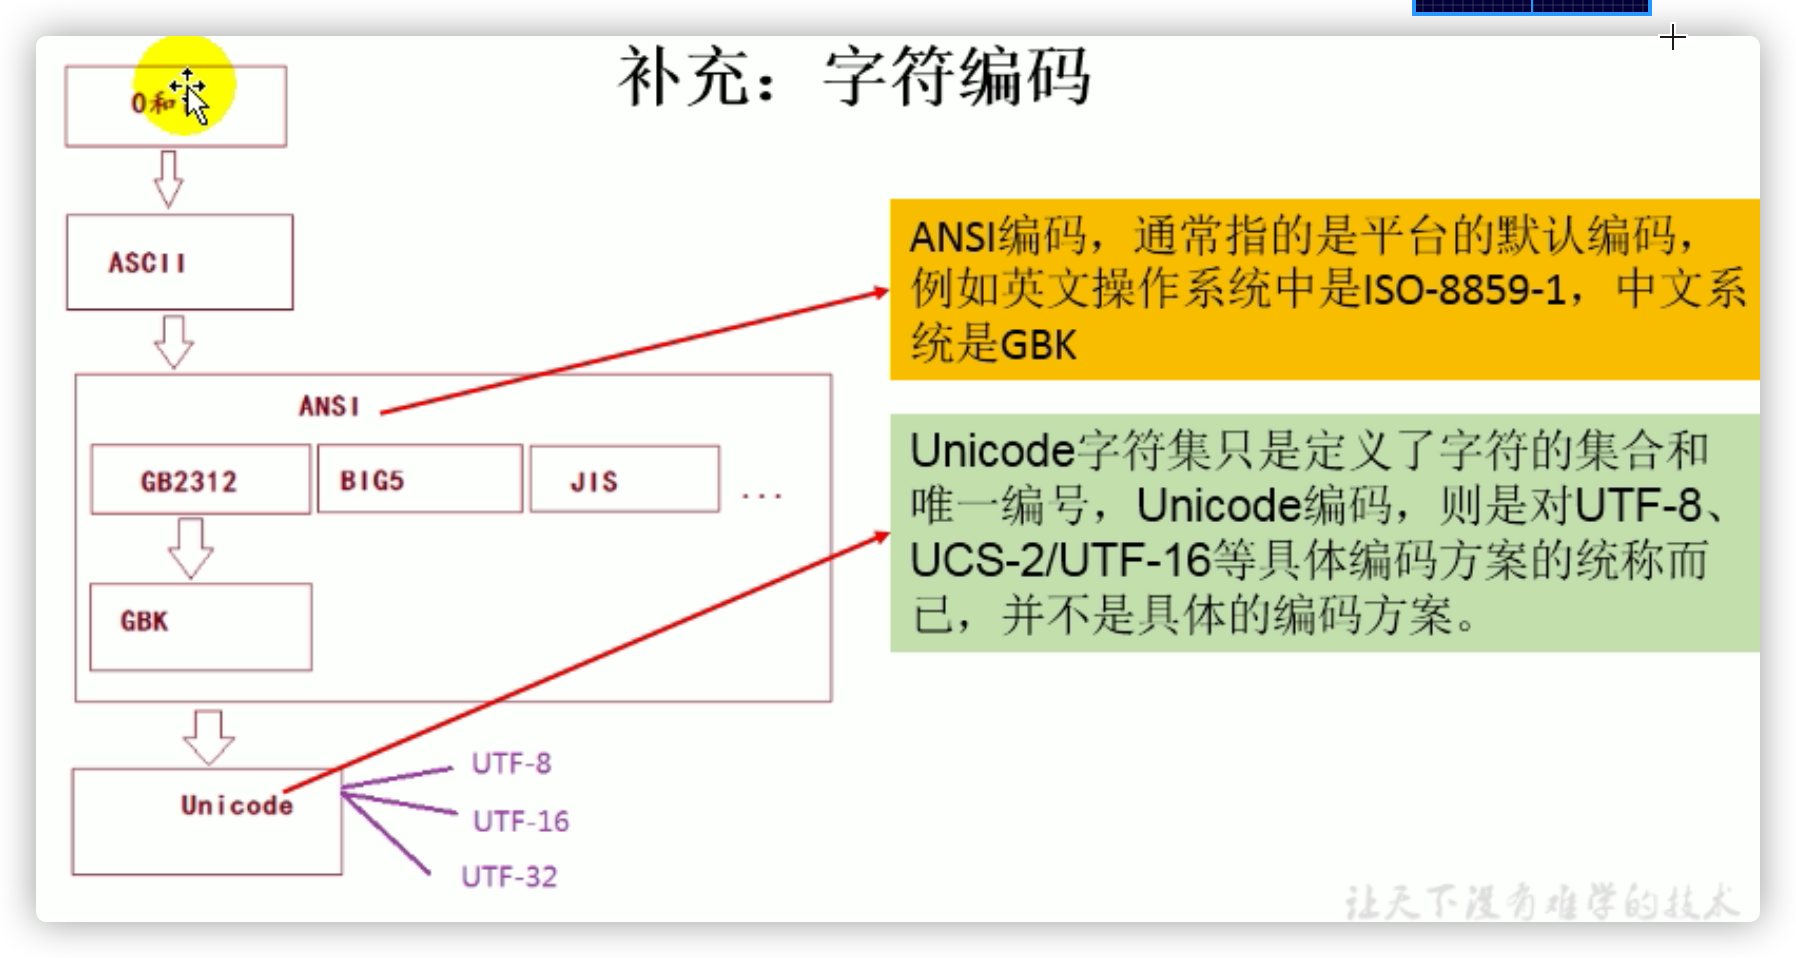 补充：字符编码
0和
ASCII
ANSI
GB2312
BIG5
JIS
...
GBK
Unicode
UTF-8
UTF-16
UTF-32
ANSI编码，通常指的是平台的默认编码，
例如英文操作系统中是ISO-8859-1，中文系
统是GBK
Unicode字符集只是定义了字符的集合和
唯一编号，Unicode编码，则是对UTF-8、
UCS-2/UTF-16等具体编码方案的统称而
已，并不是具体的编码方案。
让天下没有难学的技术